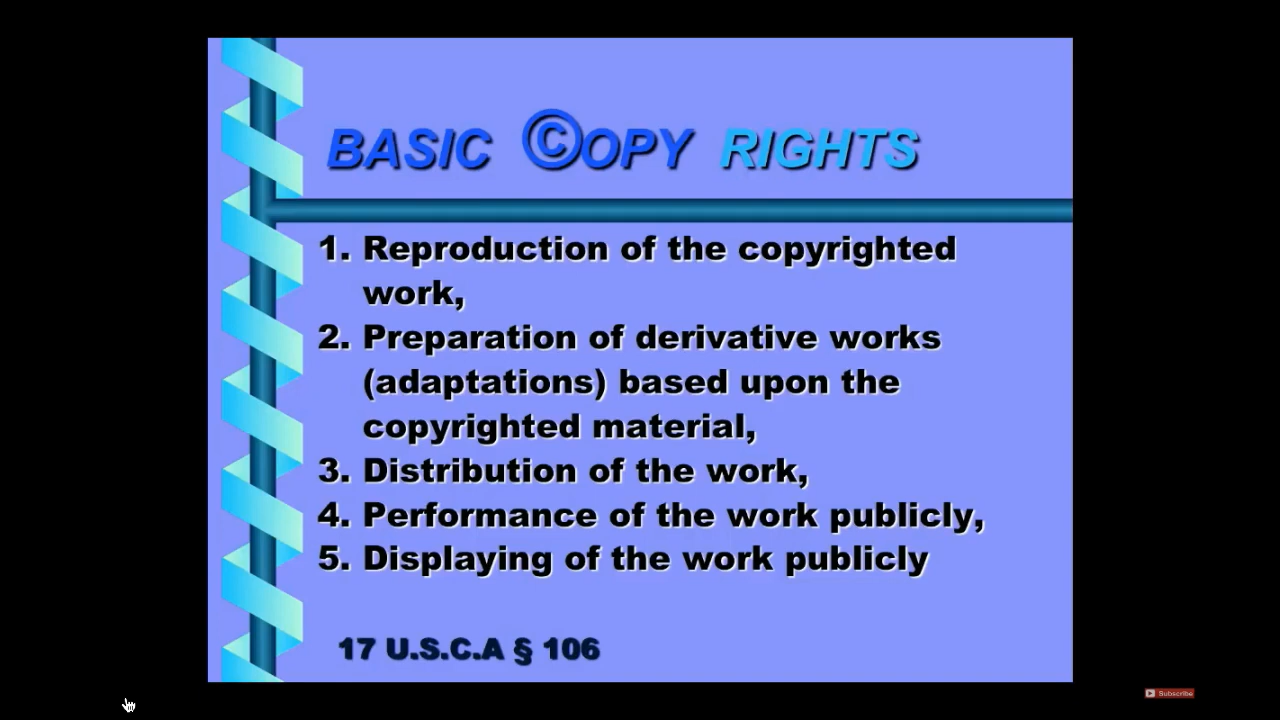 BASIC ©OPY RIGHTS
1. Reproduction of the copyrighted
work,
2. Preparation of derivative works
(adaptations) based upon the
copyrighted material,
3. Distribution of the work,
4. Performance of the work publicly,
5. Displaying of the work publicly
17 U.S.C.A § 106
Subscribe